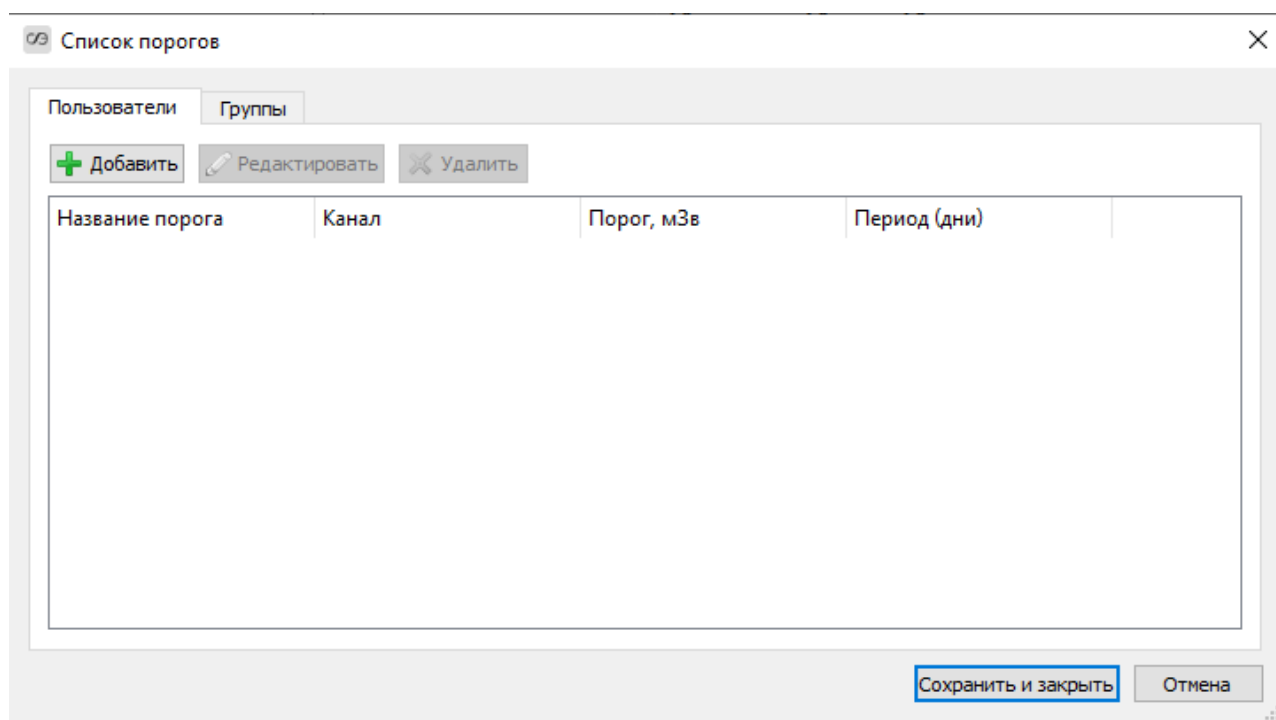 Список порогов
Пользователи Группы
Добавить Редактировать Удалить
Название порога Канал Порог, мЗв Период (дни)
Сохранить и закрыть Отмена